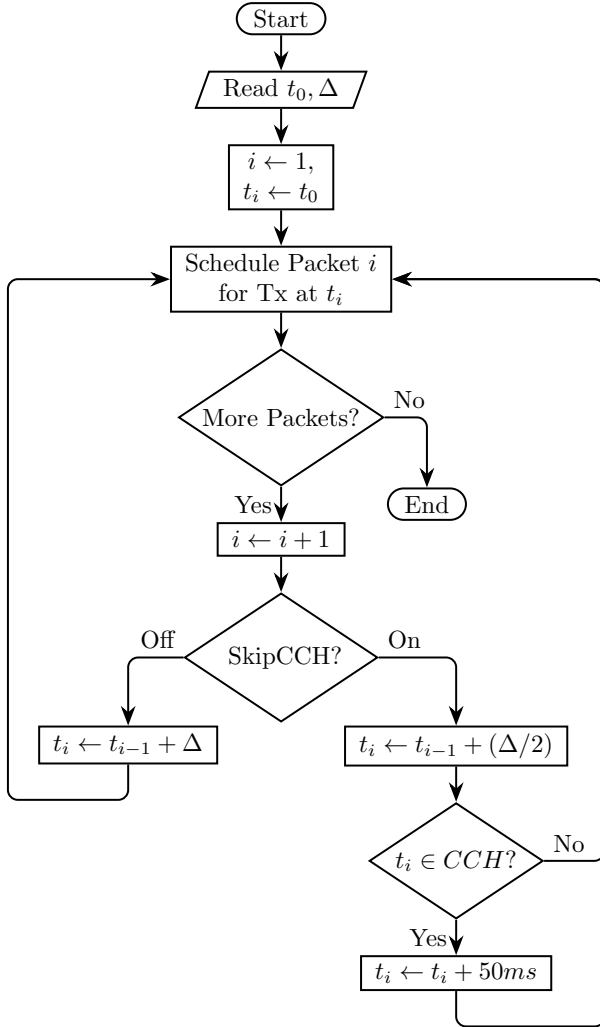 Start
Read t₀, Δ
i ← 1,
tᵢ ← t₀
Schedule Packet i
for Tx at tᵢ
More Packets?
No
End
Yes
i ← i + 1
SkipCCH?
Off
On
tᵢ ← tᵢ₋₁ + Δ
tᵢ ← tᵢ₋₁ + (Δ/2)
tᵢ ∈ CCH?
No
Yes
tᵢ ← tᵢ + 50ms